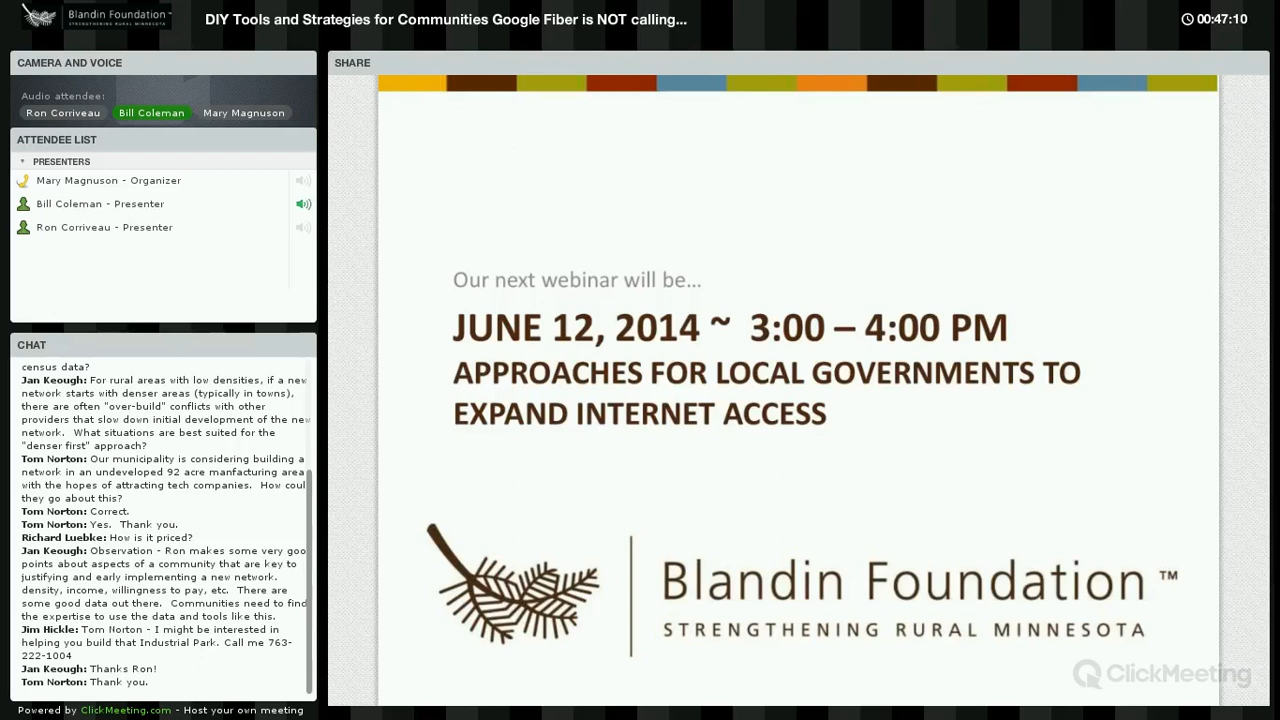 Blandin Foundation™
STRENGTHENING RURAL MINNESOTA
DIY Tools and Strategies for Communities Google Fiber is NOT calling...
00:47:10
CAMERA AND VOICE
Audio attendee:
Ron Corriveau
Bill Coleman
Mary Magnuson
ATTENDEE LIST
PRESENTERS
Mary Magnuson - Organizer
Bill Coleman - Presenter
Ron Corriveau - Presenter
CHAT
census data?
Jan Keough: For rural areas with low densities, if a new
network starts with denser areas (typically in towns),
there are often "over-build" conflicts with other
providers that slow down initial development of the new
network. What situations are best suited for the
"denser first" approach?
Tom Norton: Our municipality is considering building a
network in an undeveloped 92 acre manfacturing area
with the hopes of attracting tech companies. How coul
they go about this?
Tom Norton: Correct.
Tom Norton: Yes. Thank you.
Richard Luebke: How is it priced?
Jan Keough: Observation - Ron makes some very goo
points about aspects of a community that are key to
justifying and early implementing a new network.
density, income, willingness to pay, etc. There are
some good data out there. Communities need to find
the expertise to use the data and tools like this.
Jim Hickle: Tom Norton - I might be interested in
helping you build that Industrial Park. Call me 763-
222-1004
Jan Keough: Thanks Ron!
Tom Norton: Thank you.
Powered by ClickMeeting.com - Host your own meeting
SHARE
Our next webinar will be...
JUNE 12, 2014 ~ 3:00 – 4:00 PM
APPROACHES FOR LOCAL GOVERNMENTS TO
EXPAND INTERNET ACCESS
Blandin Foundation™
STRENGTHENING RURAL MINNESOTA
ClickMeeting